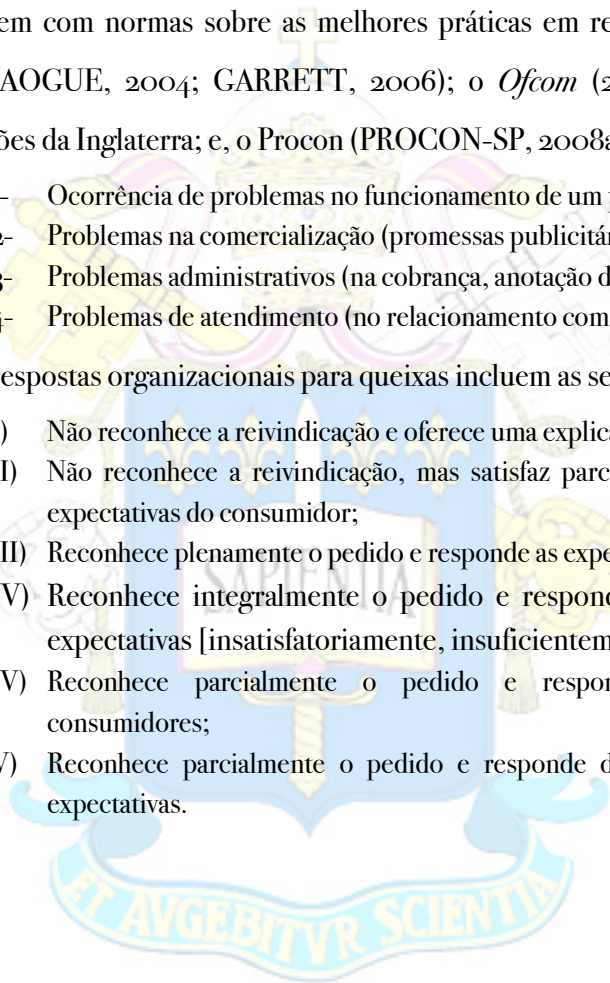 em com normas sobre as melhores práticas em re
AOGUE, 2004; GARRETT, 2006); o Ofcom (2
ões da Inglaterra; e, o Procon (PROCON-SP, 2008a
- Ocorrência de problemas no funcionamento de um p
2- Problemas na comercialização (promessas publicitár
3- Problemas administrativos (na cobrança, anotação d
4- Problemas de atendimento (no relacionamento com
respostas organizacionais para queixas incluem as se
) Não reconhece a reivindicação e oferece uma explic
I) Não reconhece a reivindicação, mas satisfaz parc
expectativas do consumidor;
II) Reconhece plenamente o pedido e responde as expe
V) Reconhece integralmente o pedido e respond
expectativas [insatisfatoriamente, insuficientem
V) Reconhece parcialmente o pedido e respon
consumidores;
V) Reconhece parcialmente o pedido e responde d
expectativas.
SAPIENTIA
ET AVGEBITVR SCIENTIA